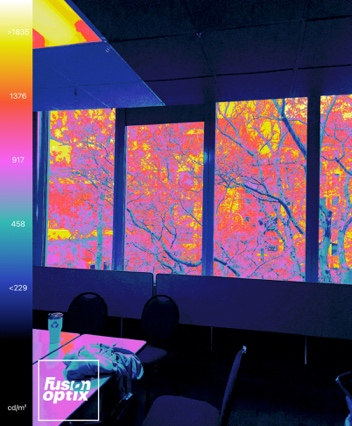 >1835
1376
917
458
<229
cd/m²
fusion
optix